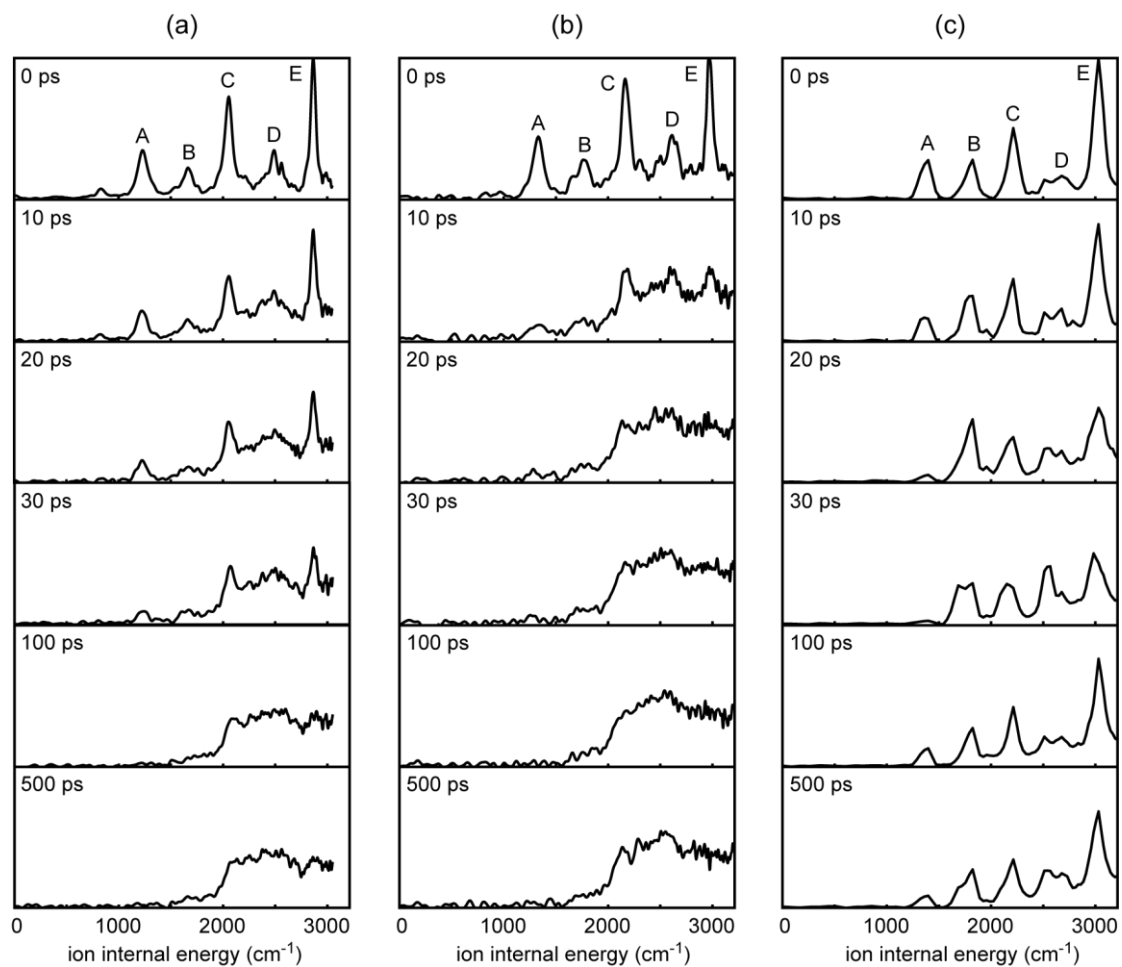 (a) (b) (c)
0 ps A B C D E
0 ps A B C D E
0 ps A B C D E
10 ps 10 ps 10 ps
20 ps 20 ps 20 ps
30 ps 30 ps 30 ps
100 ps 100 ps 100 ps
500 ps 500 ps 500 ps
0 1000 2000 3000 0 1000 2000 3000 0 1000 2000 3000
ion internal energy (cm⁻¹) ion internal energy (cm⁻¹) ion internal energy (cm⁻¹)